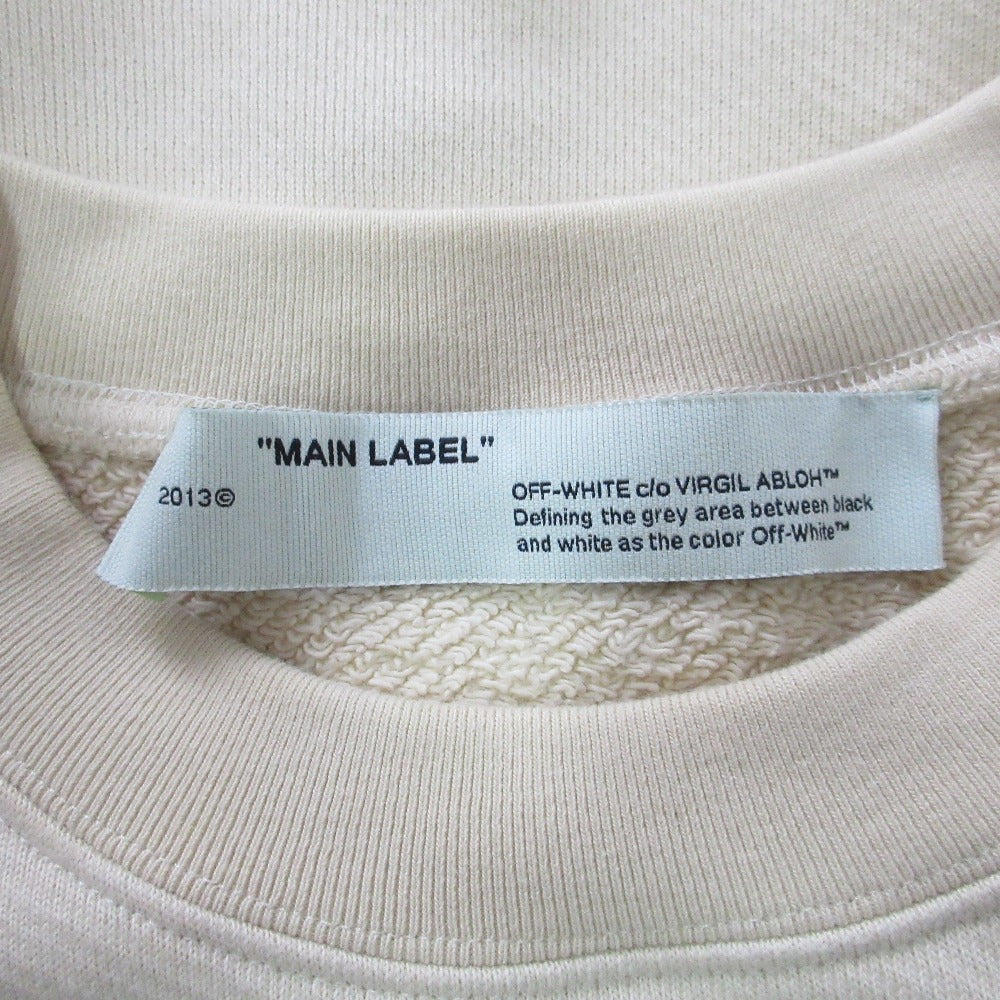 "MAIN LABEL"
2013©
OFF-WHITE c/o VIRGIL ABLOH™
Defining the grey area between black
and white as the color Off-White™